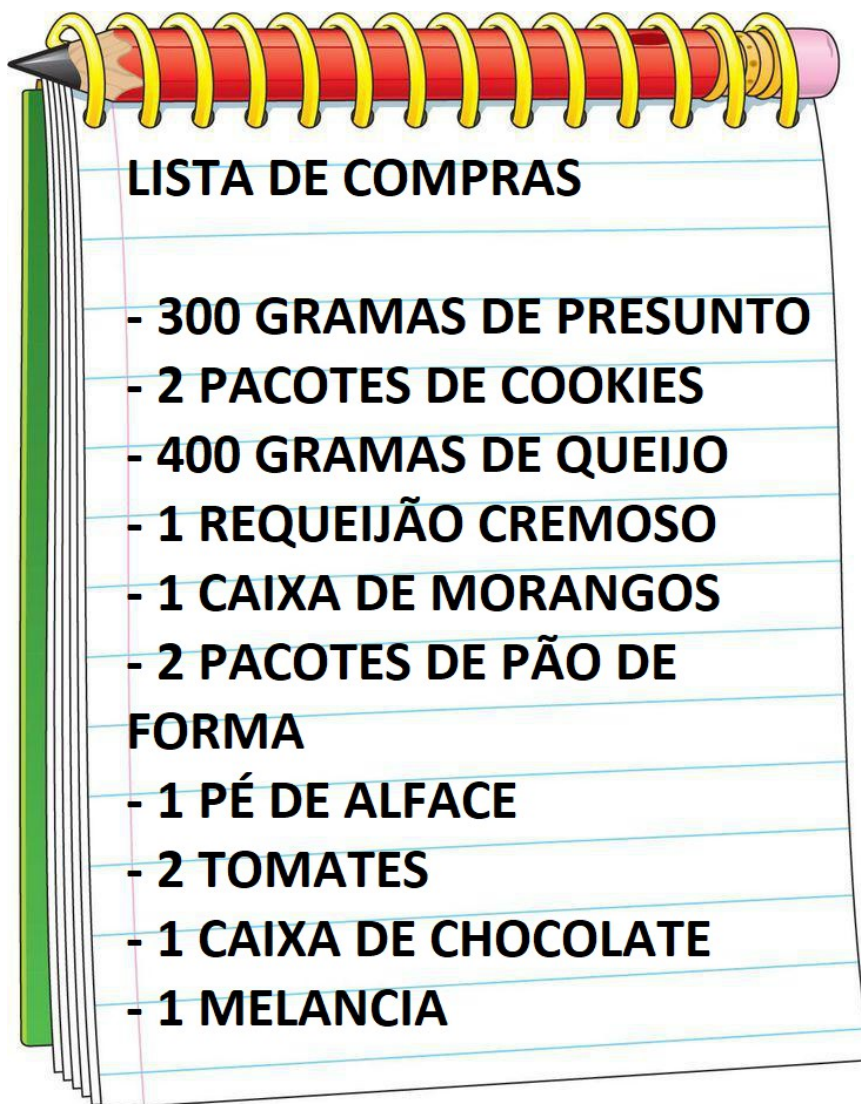 LISTA DE COMPRAS
- 300 GRAMAS DE PRESUNTO
- 2 PACOTES DE COOKIES
- 400 GRAMAS DE QUEIJO
- 1 REQUEIJÃO CREMOSO
- 1 CAIXA DE MORANGOS
- 2 PACOTES DE PÃO DE
FORMA
- 1 PÉ DE ALFACE
- 2 TOMATES
- 1 CAIXA DE CHOCOLATE
- 1 MELANCIA